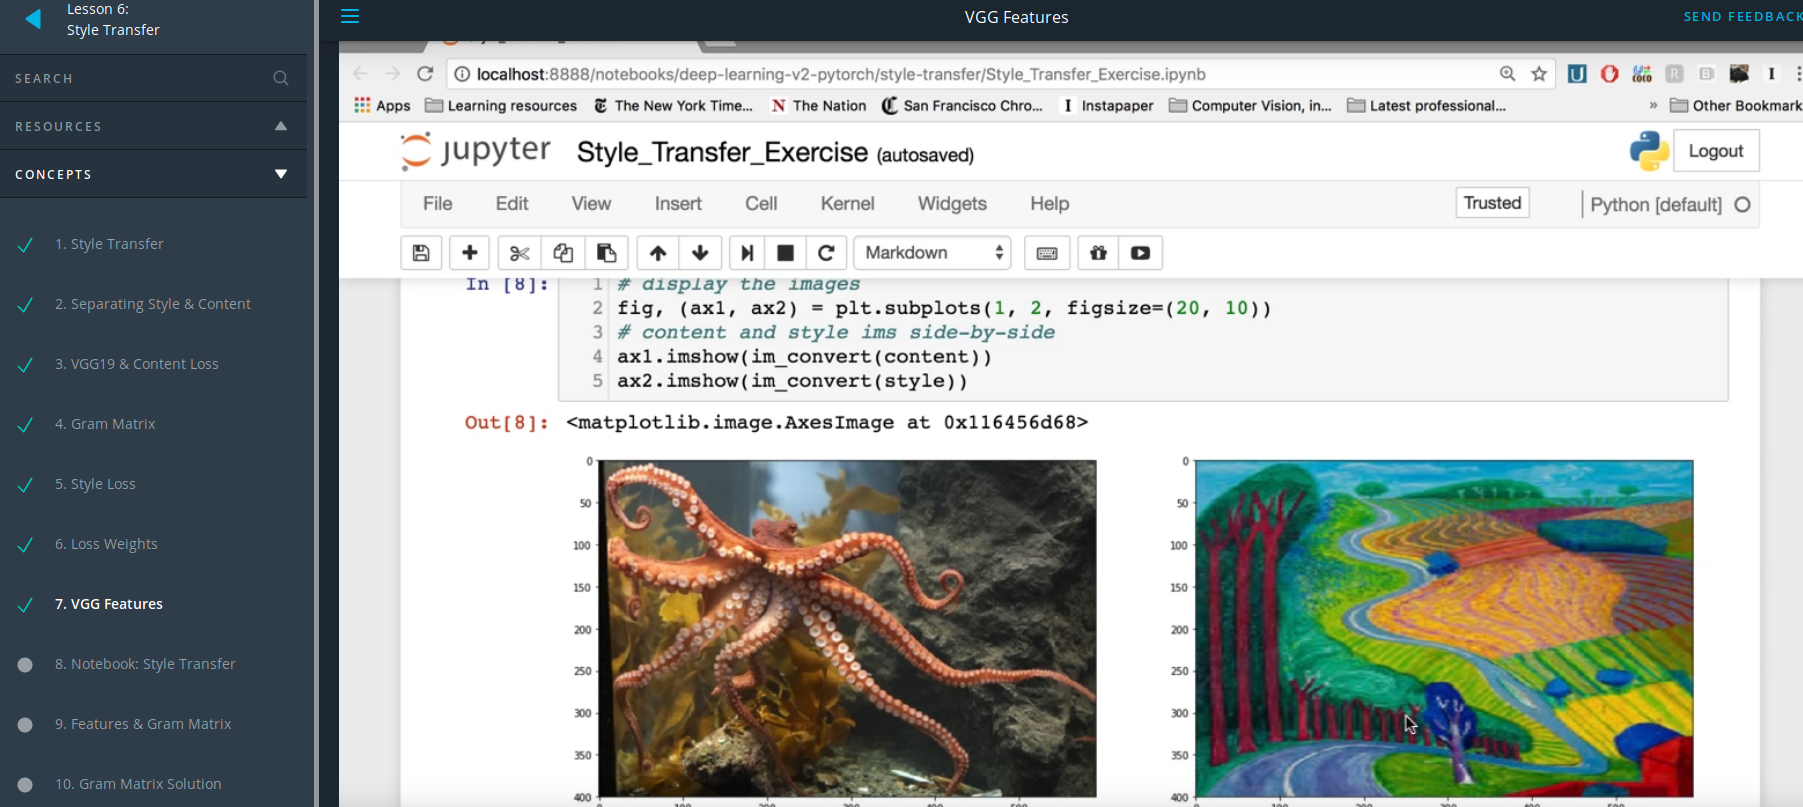 Lesson 6:
Style Transfer
SEARCH
RESOURCES
CONCEPTS
1. Style Transfer
2. Separating Style & Content
3. VGG19 & Content Loss
4. Gram Matrix
5. Style Loss
6. Loss Weights
7. VGG Features
8. Notebook: Style Transfer
9. Features & Gram Matrix
10. Gram Matrix Solution
VGG Features
SEND FEEDBACK
localhost:8888/notebooks/deep-learning-v2-pytorch/style-transfer/Style_Transfer_Exercise.ipynb
Apps Learning resources The New York Time... The Nation San Francisco Chro... Instapaper Computer Vision, in... Latest professional... » Other Bookmark
jupyter Style_Transfer_Exercise (autosaved) Logout
File Edit View Insert Cell Kernel Widgets Help Trusted Python [default]
Markdown
In [8]: 1 # display the images
2 fig, (ax1, ax2) = plt.subplots(1, 2, figsize=(20, 10))
3 # content and style ims side-by-side
4 ax1.imshow(im_convert(content))
5 ax2.imshow(im_convert(style))
Out[8]: <matplotlib.image.AxesImage at 0x116456d68>
0 0
50 50
100 100
150 150
200 200
250 250
300 300
350 350
400 400